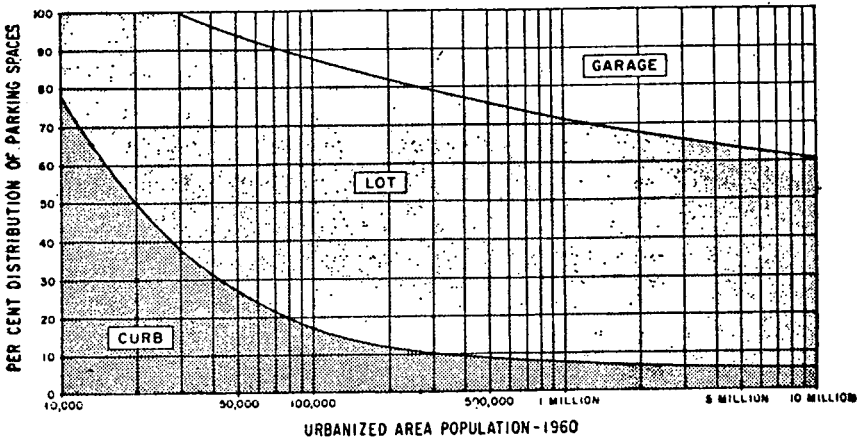 PER CENT DISTRIBUTION OF PARKING SPACES
100
90
80
70
60
50
40
30
20
10
0
GARAGE
LOT
CURB
10,000
50,000
100,000
500,000
1 MILLION
5 MILLION
10 MILLION
URBANIZED AREA POPULATION-1960